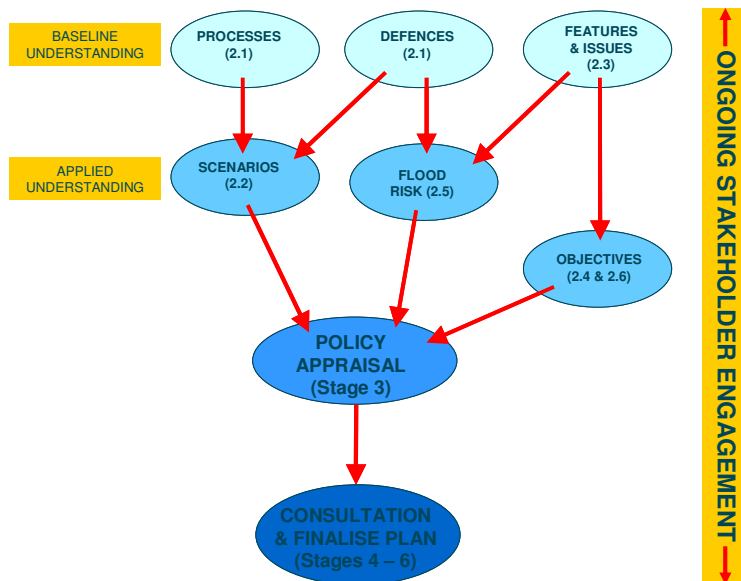 BASELINE
UNDERSTANDING
PROCESSES
(2.1)
DEFENCES
(2.1)
FEATURES
& ISSUES
(2.3)
APPLIED
UNDERSTANDING
SCENARIOS
(2.2)
FLOOD
RISK (2.5)
OBJECTIVES
(2.4 & 2.6)
POLICY
APPRAISAL
(Stage 3)
CONSULTATION
& FINALISE PLAN
(Stages 4 – 6)
ONGOING STAKEHOLDER ENGAGEMENT